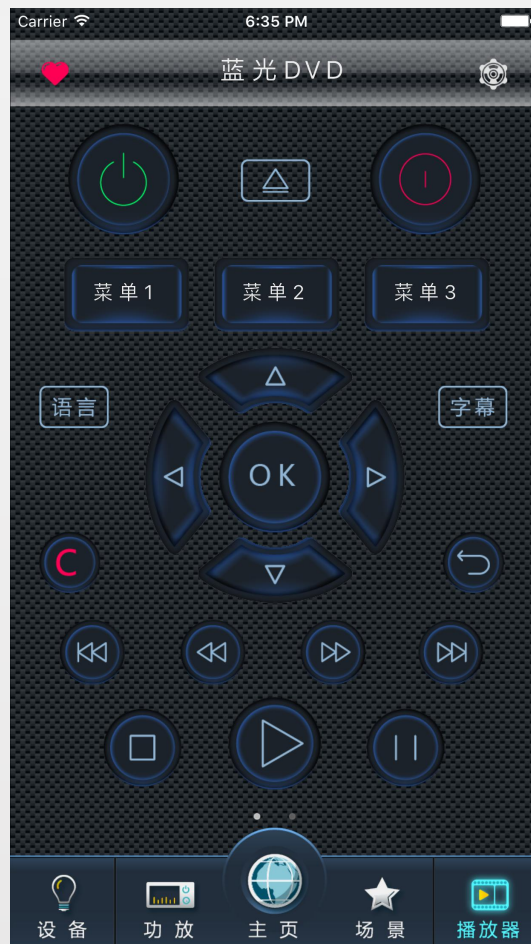 Carrier 6:35 PM
蓝光DVD
菜单1 菜单2 菜单3
语言 字幕
OK
C
设备 功放 主页 场景 播放器